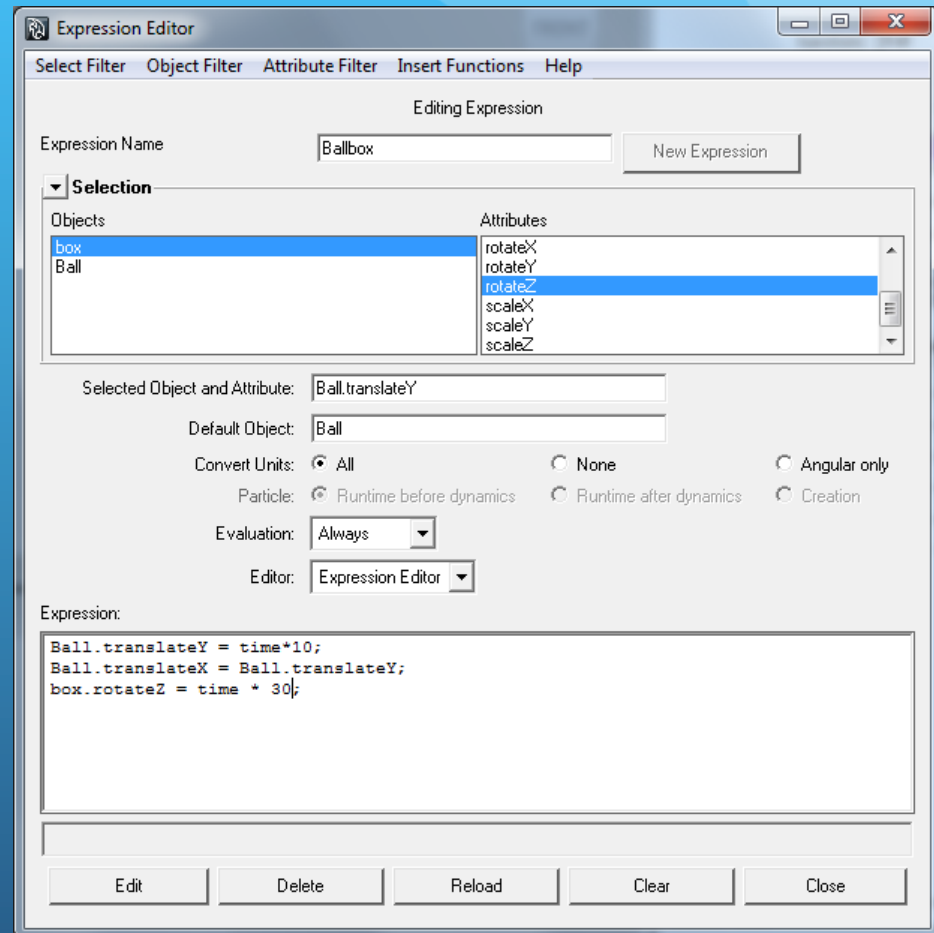 Expression Editor
Select Filter Object Filter Attribute Filter Insert Functions Help
Editing Expression
Expression Name Ballbox New Expression
Selection
Objects Attributes
box rotateX
Ball rotateY
rotateZ
scaleX
scaleY
scaleZ
Selected Object and Attribute: Ball.translateY
Default Object: Ball
Convert Units: All None Angular only
Particle: Runtime before dynamics Runtime after dynamics Creation
Evaluation: Always
Editor: Expression Editor
Expression:
Ball.translateY = time*10;
Ball.translateX = Ball.translateY;
box.rotateZ = time * 30;
Edit Delete Reload Clear Close